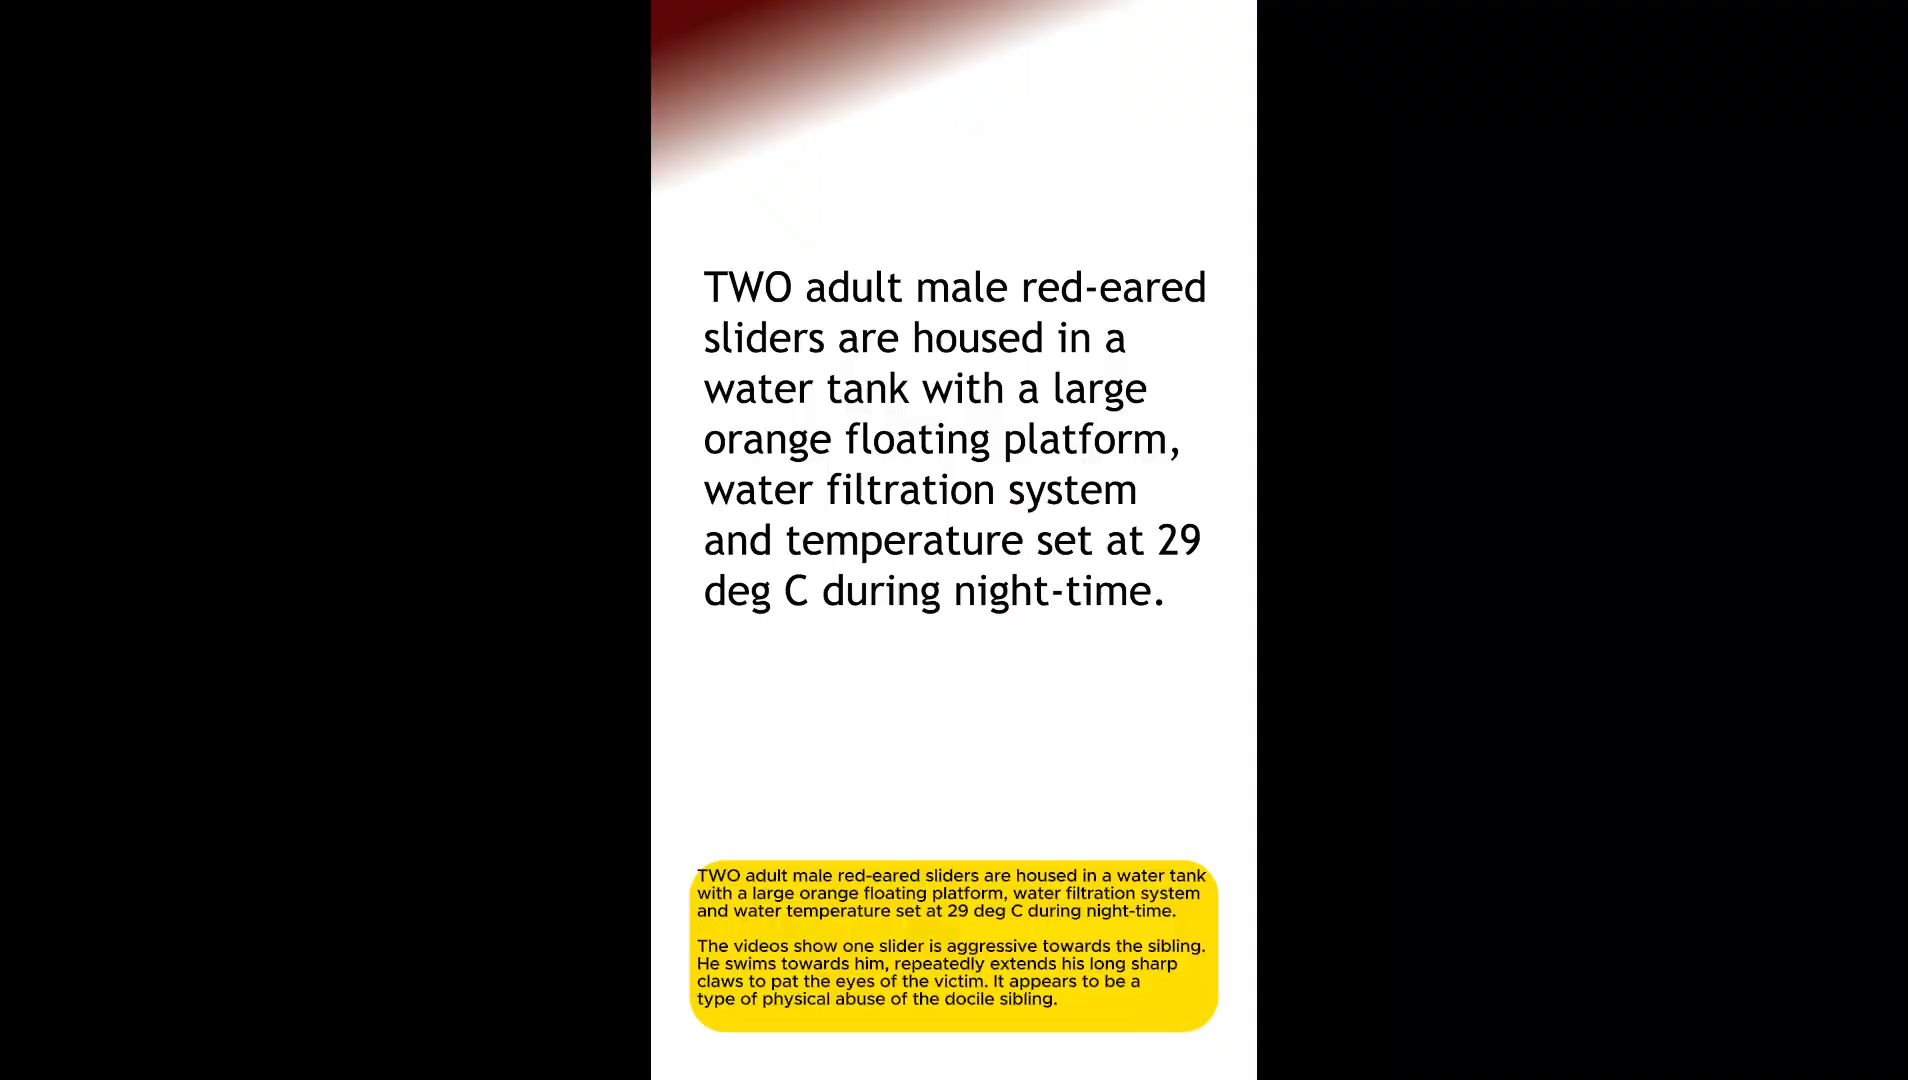 TWO adult male red-eared
sliders are housed in a
water tank with a large
orange floating platform,
water filtration system
and temperature set at 29
deg C during night-time.
TWO adult male red-eared sliders are housed in a water tank
with a large orange floating platform, water filtration system
and water temperature set at 29 deg C during night-time.
The videos show one slider is aggressive towards the sibling.
He swims towards him, repeatedly extends his long sharp
claws to pat the eyes of the victim. It appears to be a
type of physical abuse of the docile sibling.